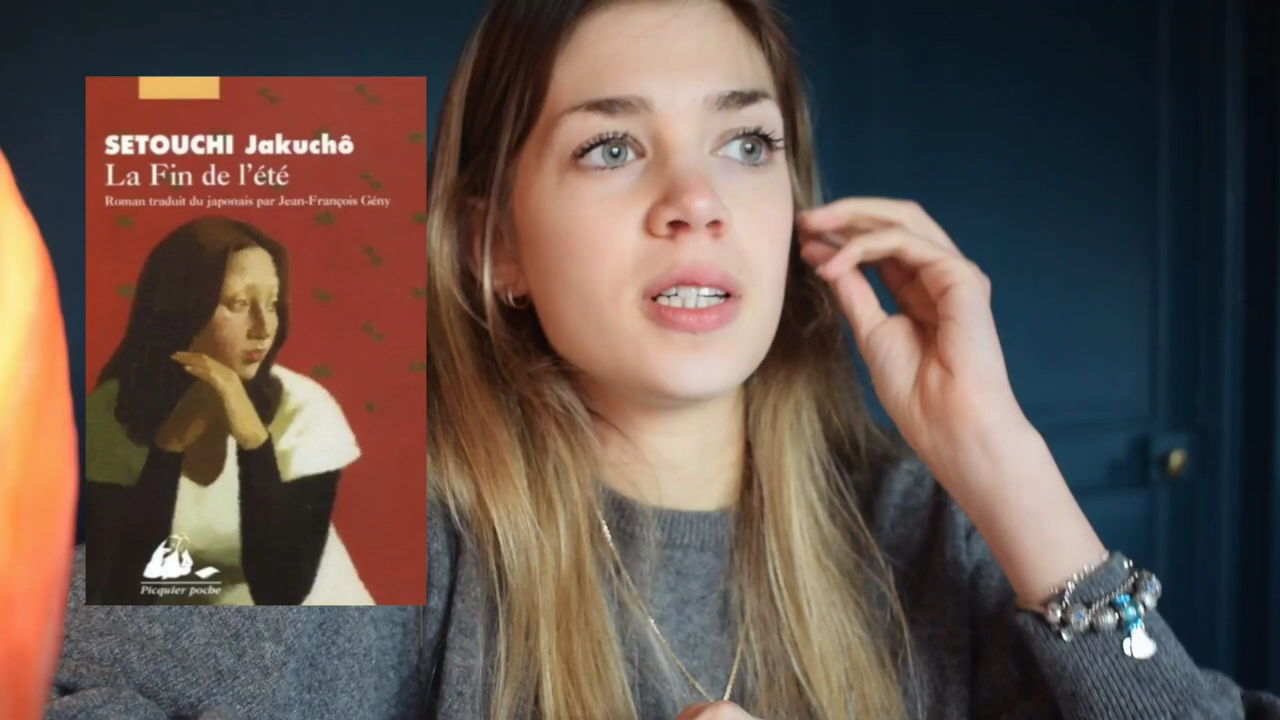 SETOUCHI Jakuchô
La Fin de l'été
Roman traduit du japonais par Jean-François Gény
Picquier poche